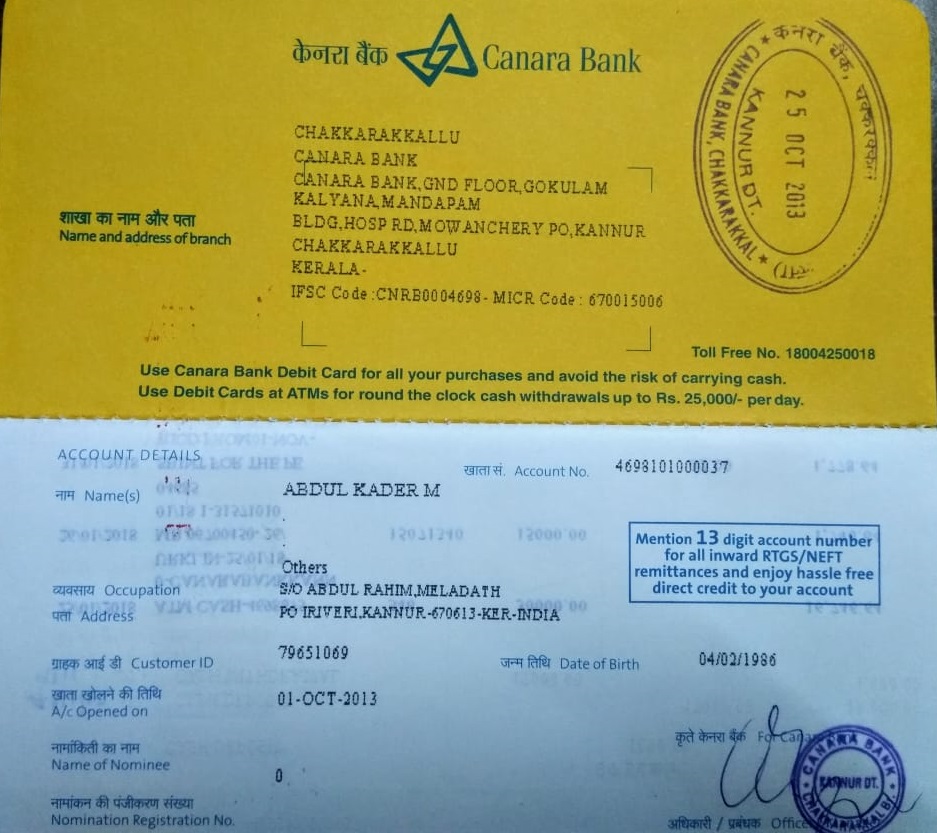 केनरा बैंक Canara Bank
कनरा बैंक, चक्करक्कल
CANARA BANK, CHAKKARAKKAL
KANNUR DT.
25 OCT 2013
CHAKKARAKKALLU
CANARA BANK
CANARA BANK,GND FLOOR,GOKULAM
KALYANA,MANDAPAM
BLDG,HOSP RD,MOWANCHERY PO,KANNUR
CHAKKARAKKALLU
KERALA-
शाखा का नाम और पता
Name and address of branch
IFSC Code :CNRB0004698- MICR Code : 670015006
Toll Free No. 18004250018
Use Canara Bank Debit Card for all your purchases and avoid the risk of carrying cash.
Use Debit Cards at ATMs for round the clock cash withdrawals up to Rs. 25,000/- per day.
ACCOUNT DETAILS
खाता सं. Account No. 4698101000037
नाम Name(s) ABDUL KADER M
Mention 13 digit account number
for all inward RTGS/NEFT
remittances and enjoy hassle free
direct credit to your account
Others
व्यवसाय Occupation S/O ABDUL RAHIM,MELADATH
पता Address PO IRIVERI,KANNUR-670613-KER-INDIA
ग्राहक आई डी Customer ID 79651069
जन्म तिथि Date of Birth 04/02/1986
खाता खोलने की तिथि
A/c Opened on 01-OCT-2013
नामांकिती का नाम
Name of Nominee 0
कृते केनरा बैंक For Cana
CANARA BANK
KANNUR DT.
नामांकन की पंजीकरण संख्या
Nomination Registration No.
अधिकारी / प्रबंधक Office